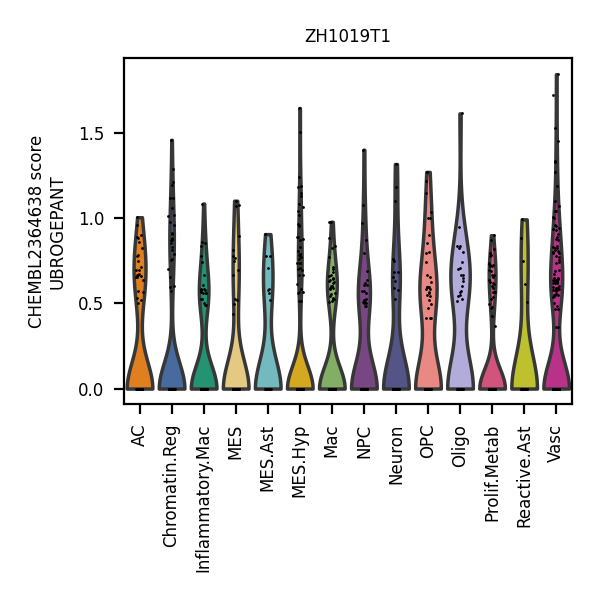 ZH1019T1
CHEMBL2364638 score
UBROGEPANT
1.5
1.0
0.5
0.0
AC
Chromatin.Reg
Inflammatory.Mac
MES
MES.Ast
MES.Hyp
Mac
NPC
Neuron
OPC
Oligo
Prolif.Metab
Reactive.Ast
Vasc